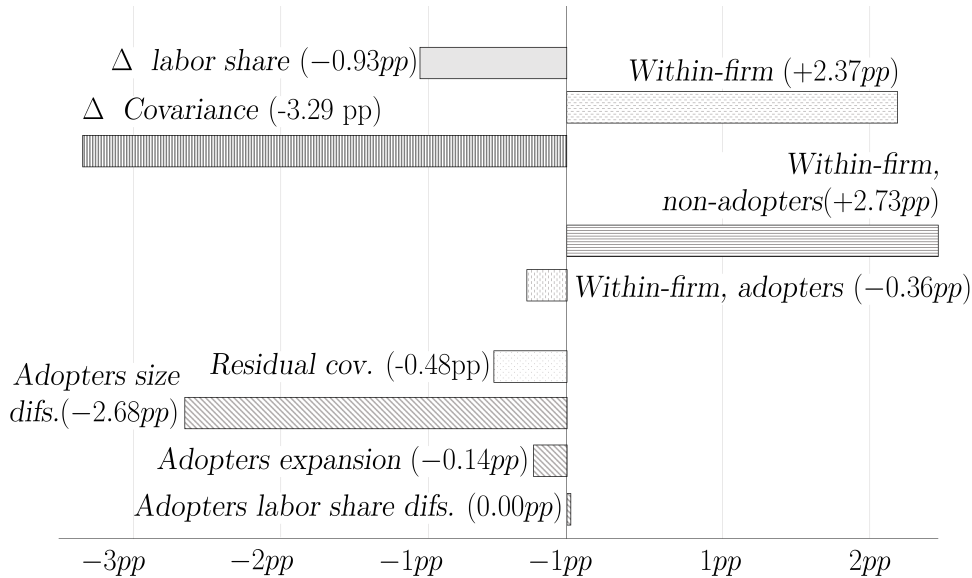 Δ labor share (−0.93pp)
Within-firm (+2.37pp)
Δ Covariance (-3.29 pp)
Within-firm,
non-adopters(+2.73pp)
Within-firm, adopters (−0.36pp)
Residual cov. (-0.48pp)
Adopters size
difs.(−2.68pp)
Adopters expansion (−0.14pp)
Adopters labor share difs. (0.00pp)
−3pp −2pp −1pp −1pp 1pp 2pp